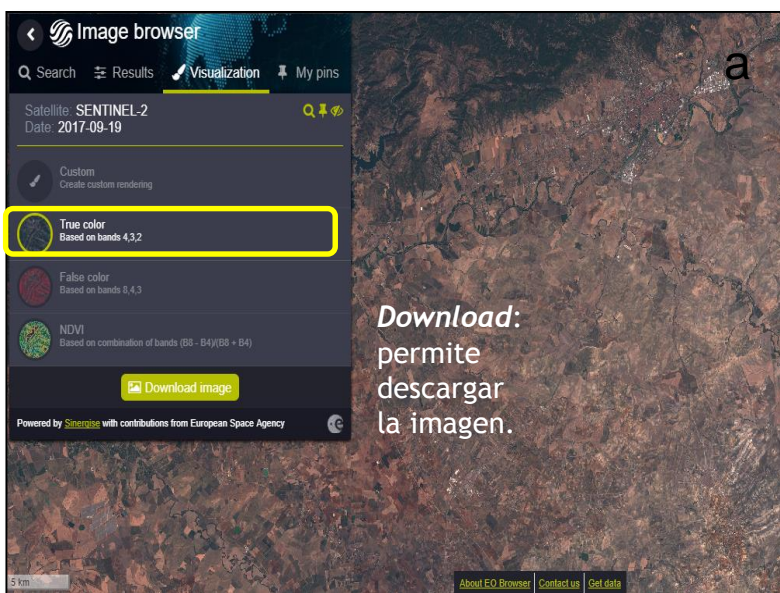 Image browser
Search Results Visualization My pins
Satellite: SENTINEL-2
Date: 2017-09-19
Custom
Create custom rendering
True color
Based on bands 4,3,2
False color
Based on bands 8,4,3
NDVI
Based on combination of bands (B8 - B4)/(B8 + B4)
Download image
Powered by Sinergise with contributions from European Space Agency
a
Download:
permite
descargar
la imagen.
5 km
About EO Browser Contact us Get data